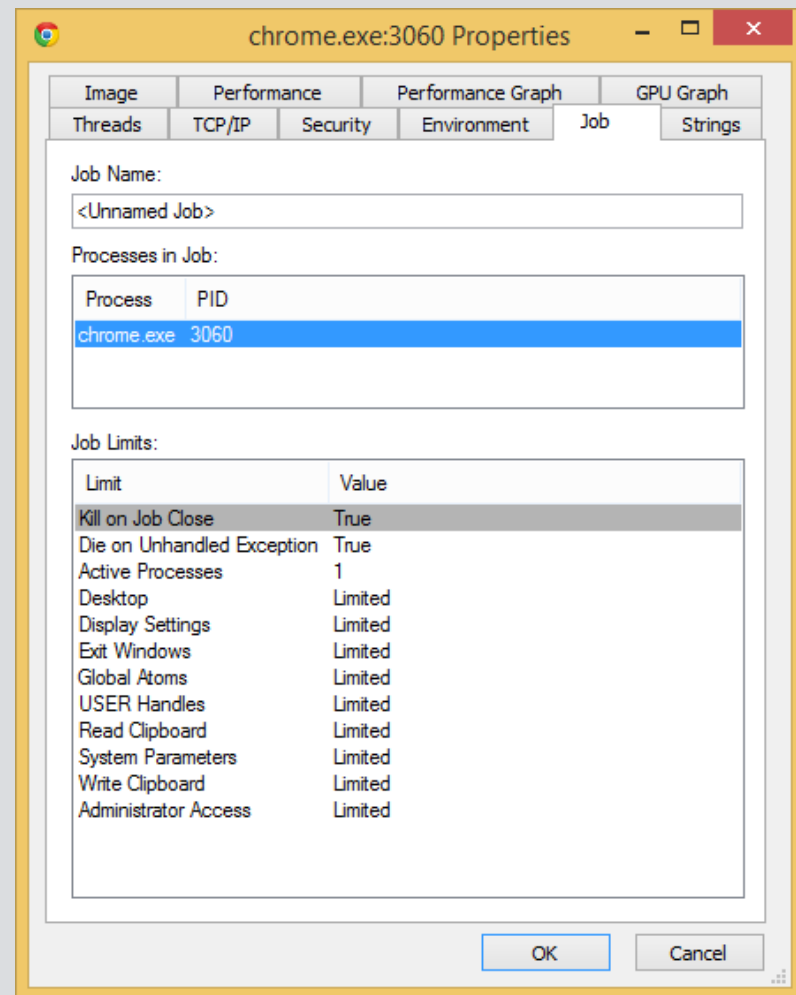 chrome.exe:3060 Properties
Image Performance Performance Graph GPU Graph
Threads TCP/IP Security Environment Job Strings
Job Name:
<Unnamed Job>
Processes in Job:
Process PID
chrome.exe 3060
Job Limits:
Limit Value
Kill on Job Close True
Die on Unhandled Exception True
Active Processes 1
Desktop Limited
Display Settings Limited
Exit Windows Limited
Global Atoms Limited
USER Handles Limited
Read Clipboard Limited
System Parameters Limited
Write Clipboard Limited
Administrator Access Limited
OK Cancel